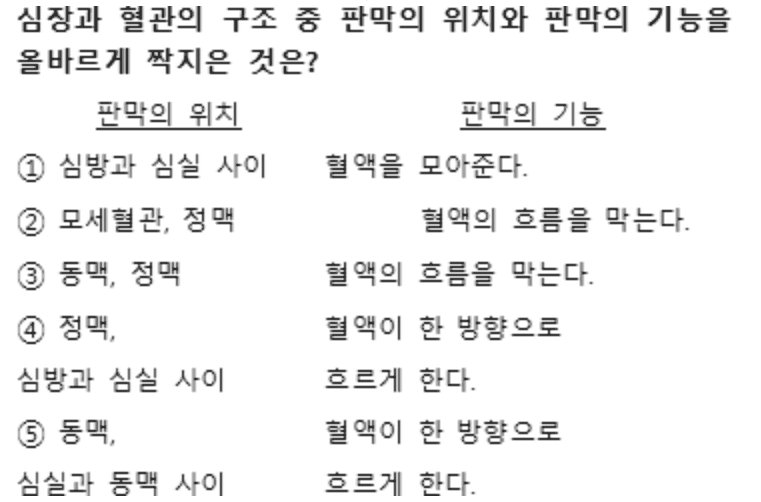 심장과 혈관의 구조 중 판막의 위치와 판막의 기능을
올바르게 짝지은 것은?
판막의 위치 판막의 기능
① 심방과 심실 사이 혈액을 모아준다.
② 모세혈관, 정맥 혈액의 흐름을 막는다.
③ 동맥, 정맥 혈액의 흐름을 막는다.
④ 정맥, 혈액이 한 방향으로
심방과 심실 사이 흐르게 한다.
⑤ 동맥, 혈액이 한 방향으로
심실과 동맥 사이 흐르게 한다.